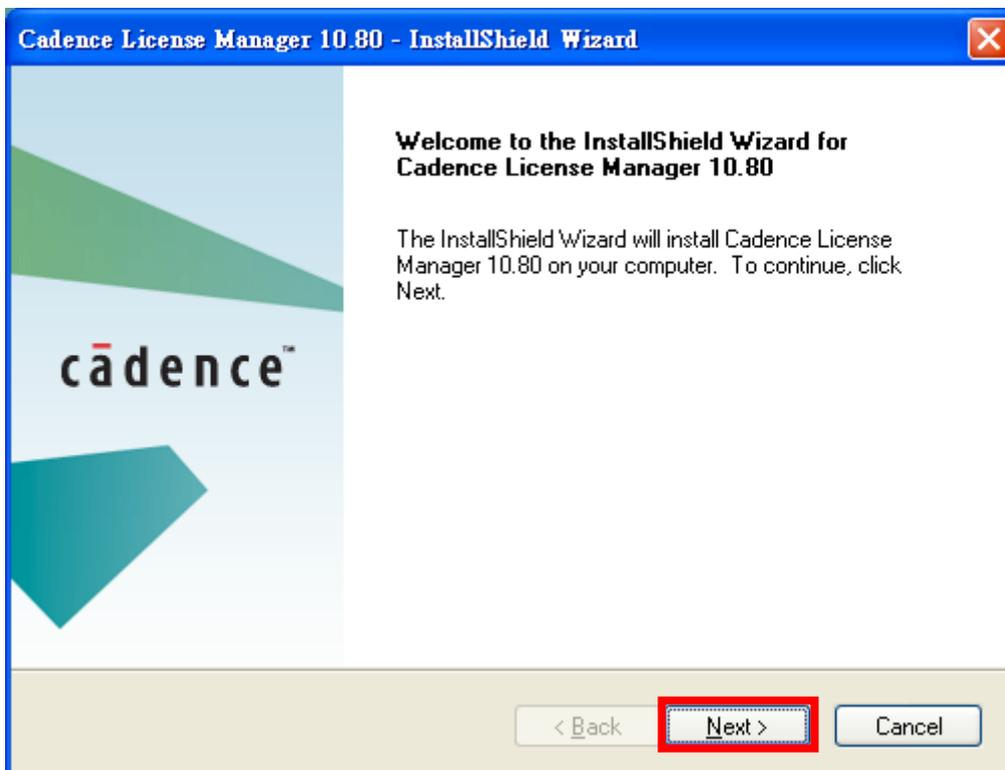 Cadence License Manager 10.80 - InstallShield Wizard
Welcome to the InstallShield Wizard for
Cadence License Manager 10.80
The InstallShield Wizard will install Cadence License
Manager 10.80 on your computer. To continue, click
Next.
cādence™
< Back
Next >
Cancel